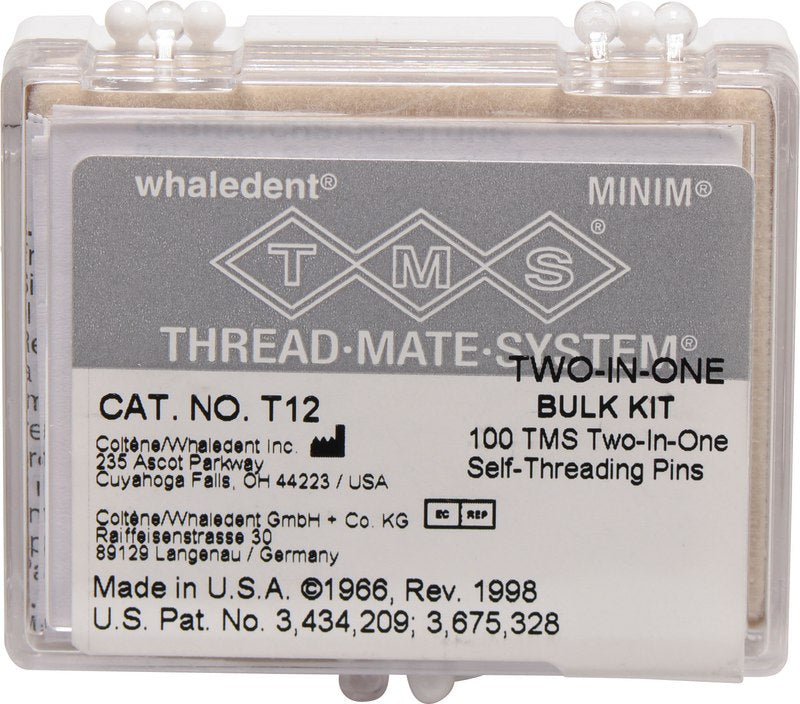 whaledent® MINIM®
TMS®
THREAD·MATE·SYSTEM®
TWO-IN-ONE
CAT. NO. T12
BULK KIT
100 TMS Two-In-One
Self-Threading Pins
Coltène/Whaledent Inc.
235 Ascot Parkway
Cuyahoga Falls, OH 44223 / USA
Coltène/Whaledent GmbH + Co. KG EC REP
Raiffeisenstrasse 30
89129 Langenau / Germany
Made in U.S.A. ©1966, Rev. 1998
U.S. Pat. No. 3,434,209; 3,675,328